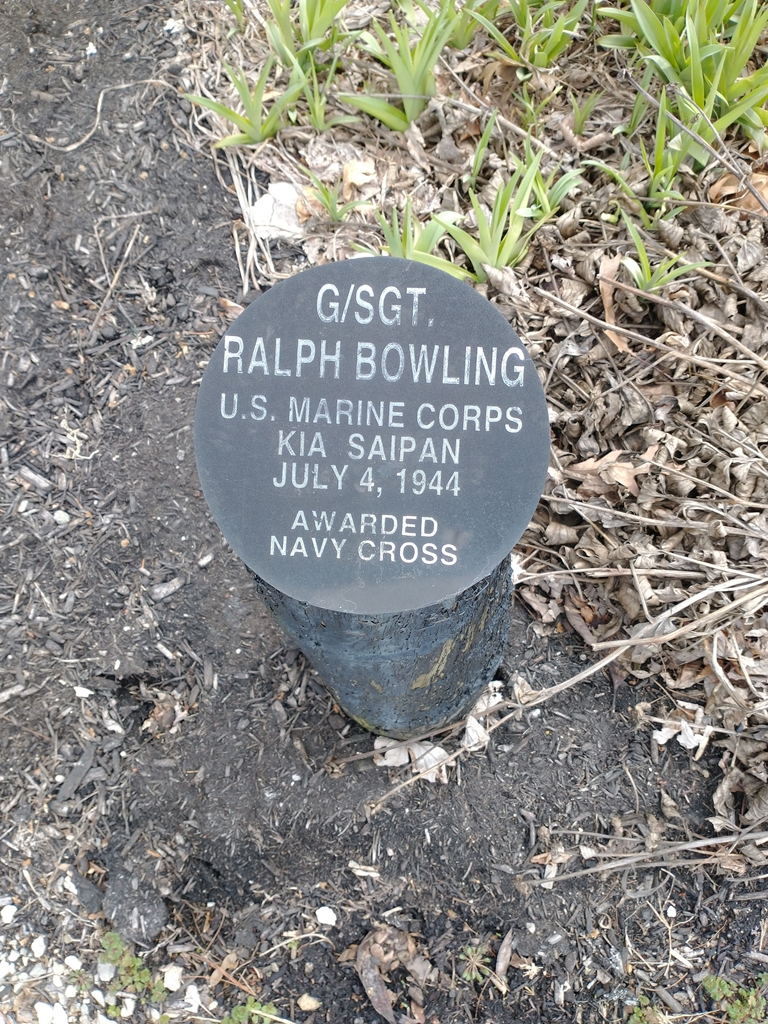 G/SGT.
RALPH BOWLING
U.S. MARINE CORPS
KIA SAIPAN
JULY 4, 1944
AWARDED
NAVY CROSS